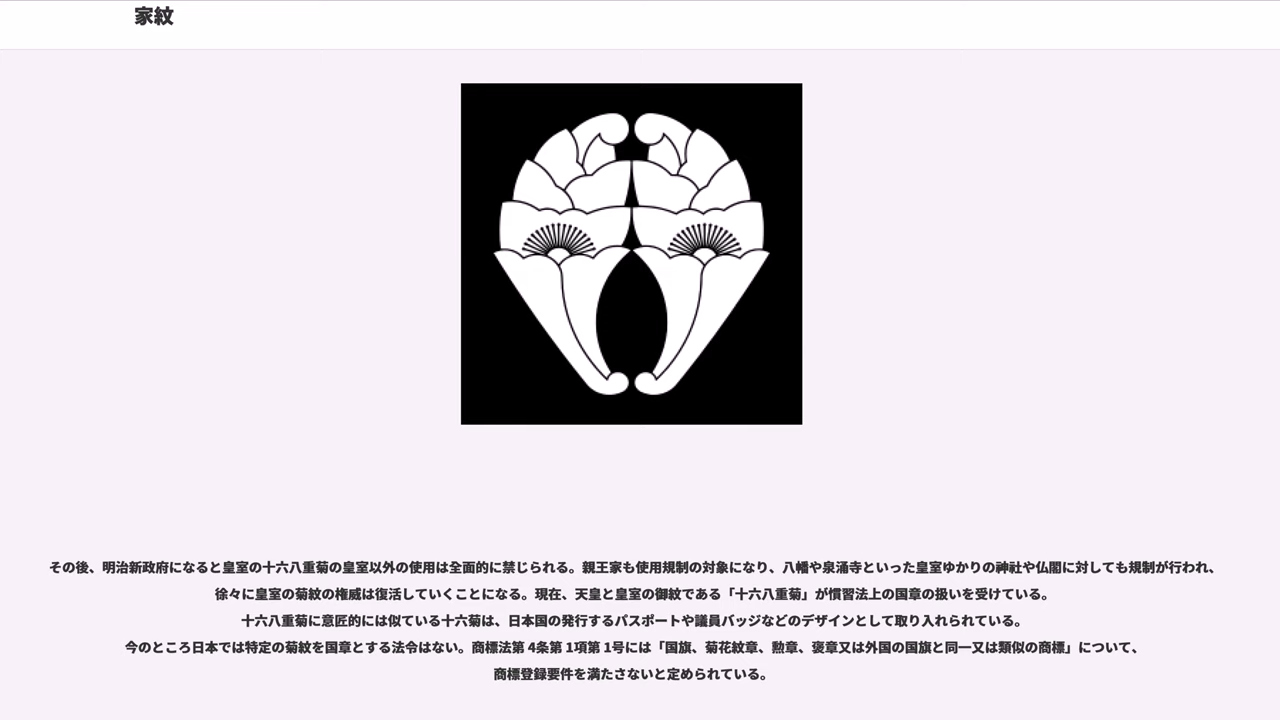 家紋
その後、明治新政府になると皇室の十六八重菊の皇室以外の使用は全面的に禁じられる。親王家も使用規制の対象になり、八幡や泉涌寺といった皇室ゆかりの神社や仏閣に対しても規制が行われ、
徐々に皇室の菊紋の権威は復活していくことになる。現在、天皇と皇室の御紋である「十六八重菊」が慣習法上の国章の扱いを受けている。
十六八重菊に意匠的には似ている十六菊は、日本国の発行するパスポートや議員バッジなどのデザインとして取り入れられている。
今のところ日本では特定の菊紋を国章とする法令はない。商標法第 4条第 1項第 1号には「国旗、菊花紋章、勲章、褒章又は外国の国旗と同一又は類似の商標」について、
商標登録要件を満たさないと定められている。